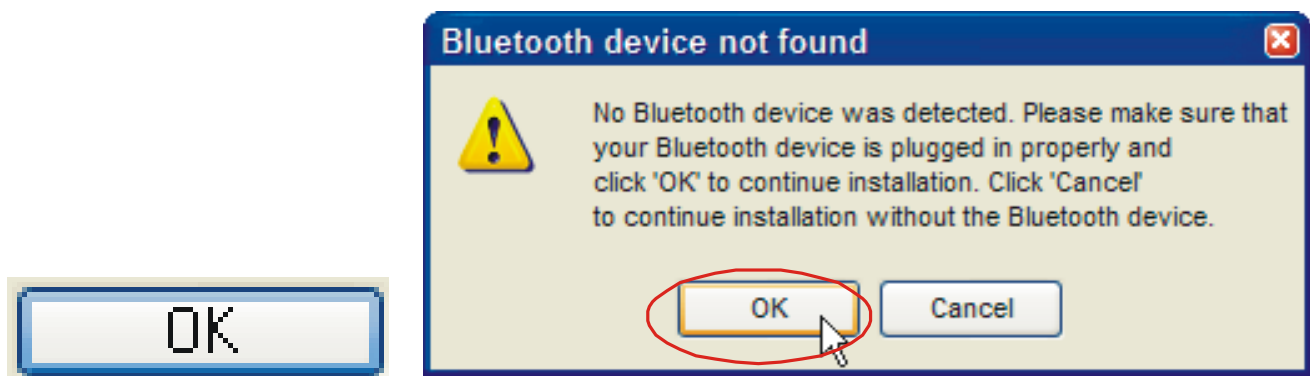 Bluetooth device not found
No Bluetooth device was detected. Please make sure that
your Bluetooth device is plugged in properly and
click 'OK' to continue installation. Click 'Cancel'
to continue installation without the Bluetooth device.
OK
OK Cancel